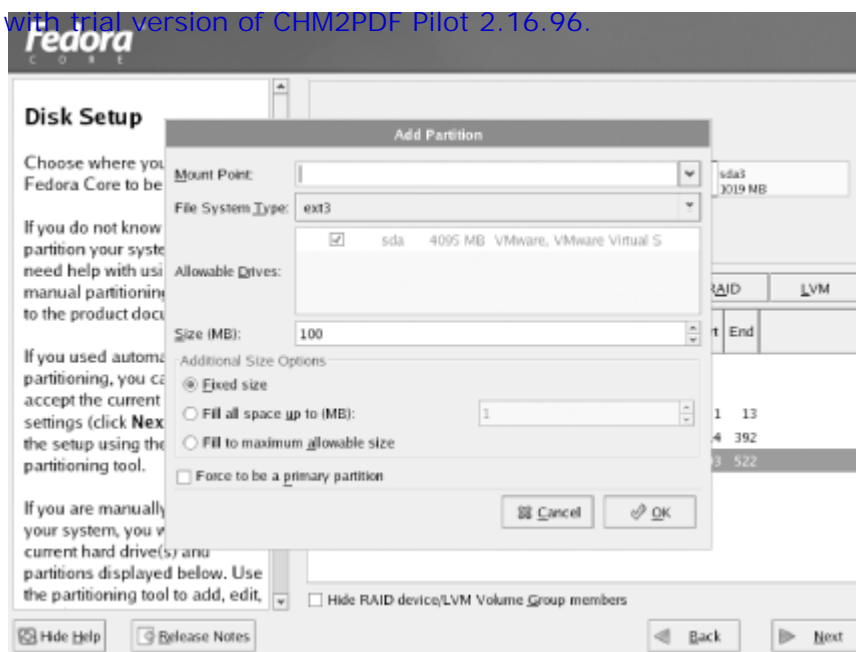 with trial version of CHM2PDF Pilot 2.16.96.
Fedora
CORE
Disk Setup
Choose where you
Fedora Core to be
If you do not know
partition your syste
need help with usi
manual partitioning
to the product docu
If you used automa
partitioning, you ca
accept the current
settings (click Nex
the setup using the
partitioning tool.
If you are manually
your system, you w
current hard drive(s) and
partitions displayed below. Use
the partitioning tool to add, edit,
Add Partition
Mount Point:
File System Type: ext3
Allowable Drives:
sda 4095 MB VMware, VMware Virtual S
Size (MB): 100
Additional Size Options
Fixed size
Fill all space up to (MB): 1
Fill to maximum allowable size
Force to be a primary partition
Cancel OK
sda3
1019 MB
RAID LVM
rt End
1 13
4 392
3 522
Hide RAID device/LVM Volume Group members
Hide Help Release Notes Back Next